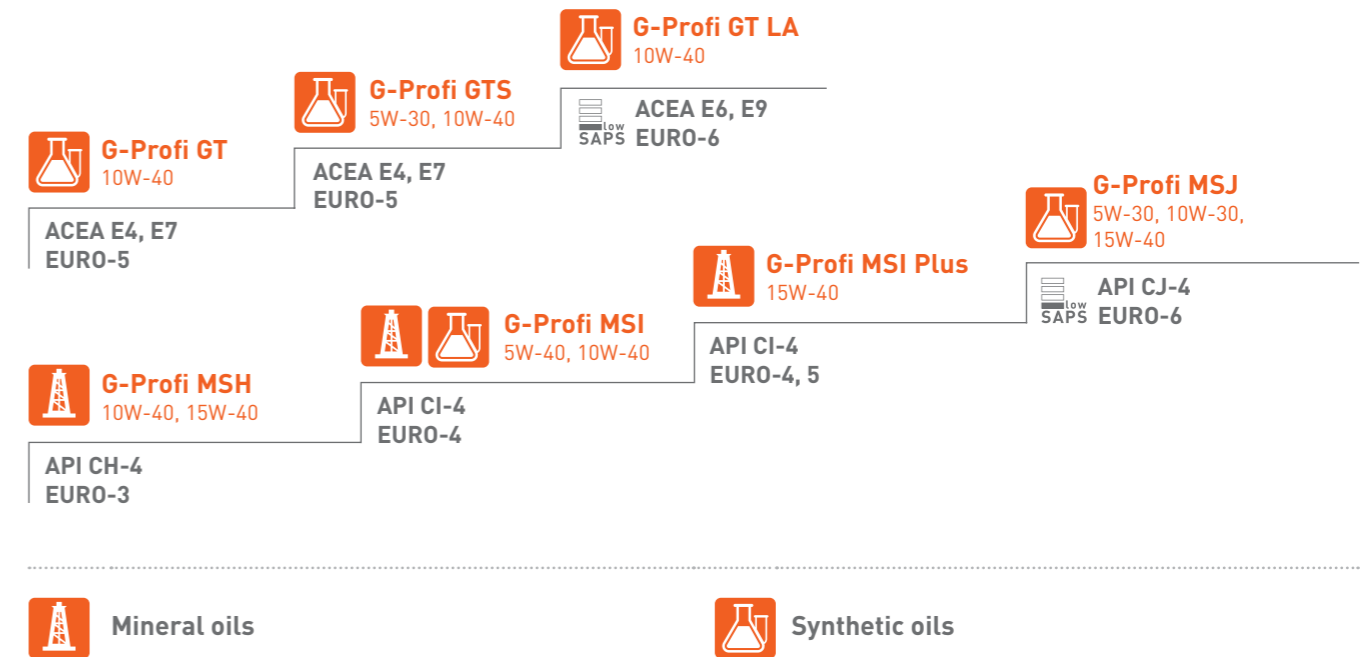 G-Profi GT LA
10W-40
G-Profi GTS
5W-30, 10W-40
low
SAPS
ACEA E6, E9
EURO-6
G-Profi GT
10W-40
ACEA E4, E7
EURO-5
ACEA E4, E7
EURO-5
G-Profi MSJ
5W-30, 10W-30,
15W-40
G-Profi MSI Plus
15W-40
low
SAPS
API CJ-4
EURO-6
G-Profi MSI
5W-40, 10W-40
API CI-4
EURO-4, 5
G-Profi MSH
10W-40, 15W-40
API CI-4
EURO-4
API CH-4
EURO-3
Mineral oils
Synthetic oils